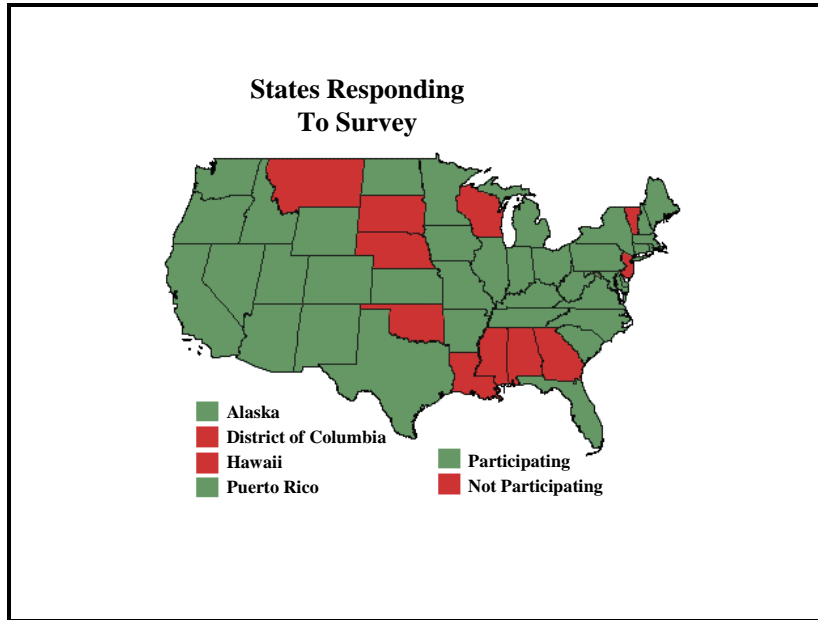 States Responding
To Survey
Alaska
District of Columbia
Hawaii
Puerto Rico
Participating
Not Participating